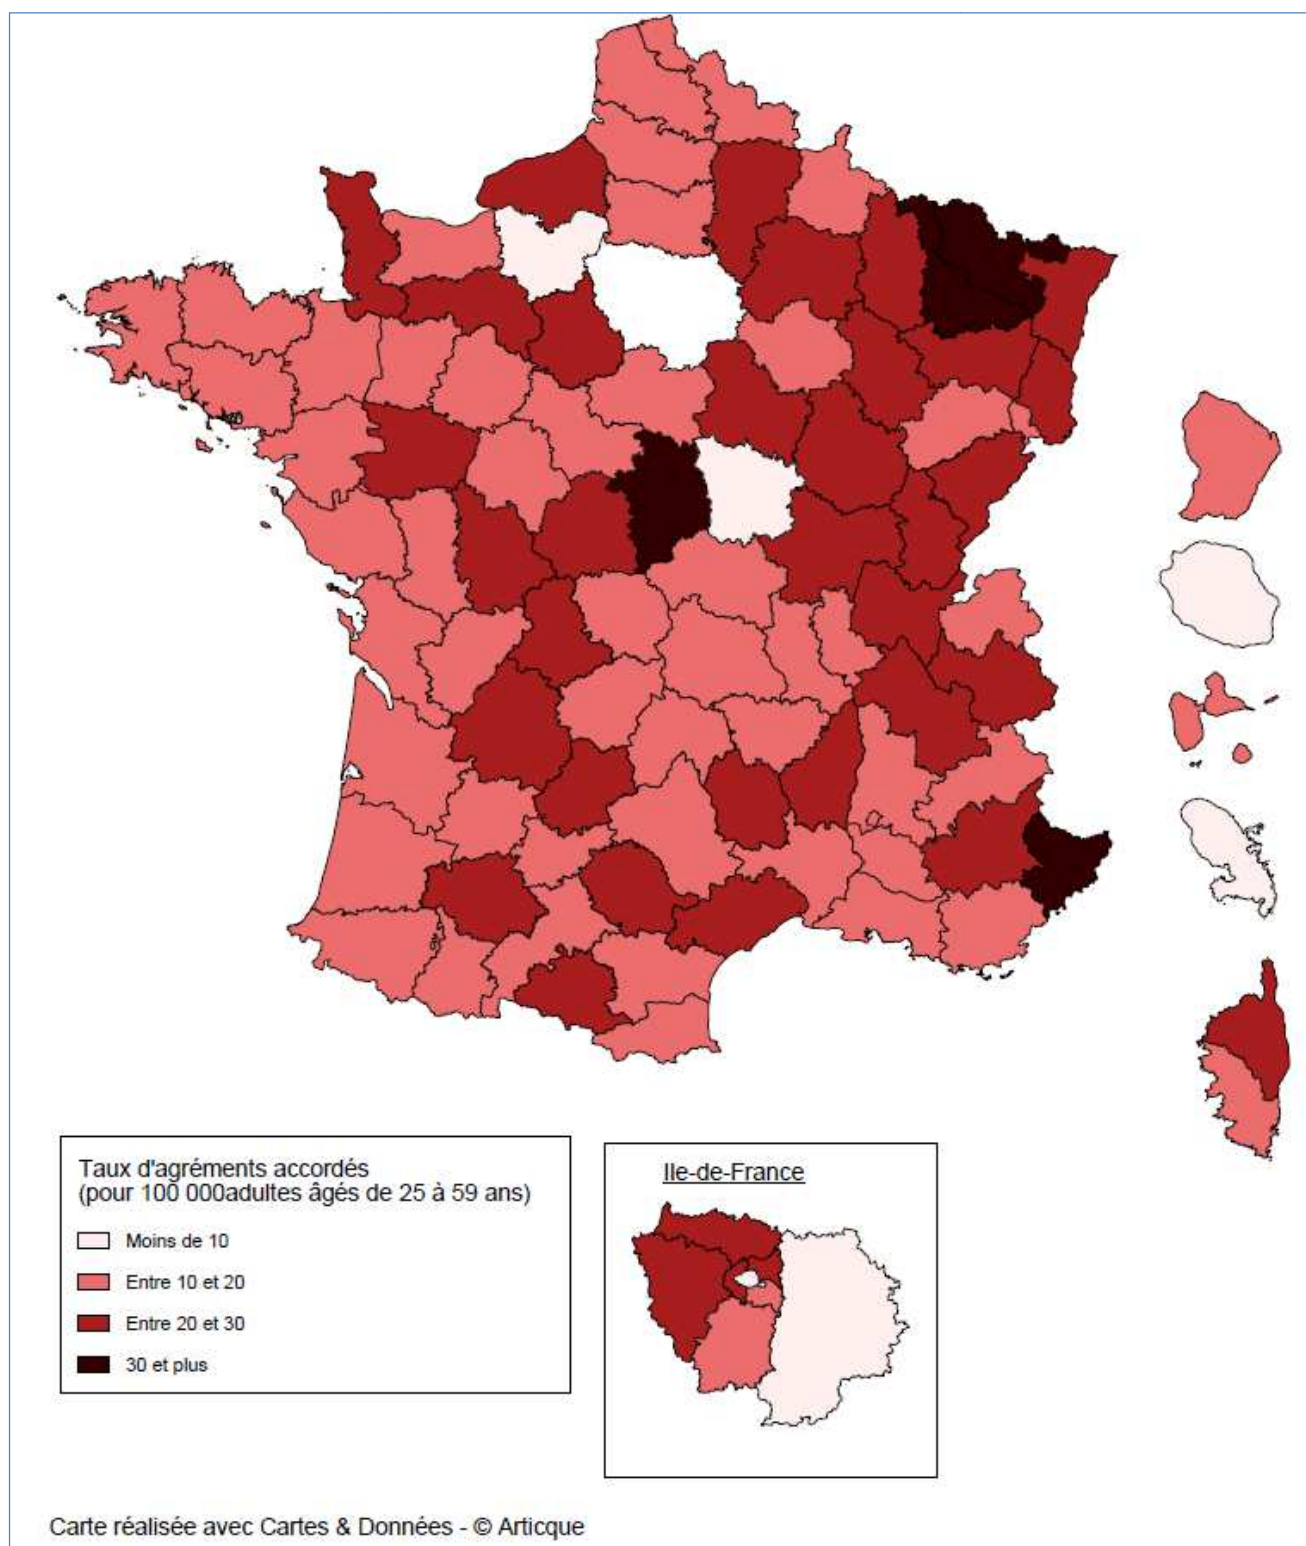 Taux d'agréments accordés
(pour 100 000adultes âgés de 25 à 59 ans)
Moins de 10
Entre 10 et 20
Entre 20 et 30
30 et plus
Ile-de-France
Carte réalisée avec Cartes & Données - © Articque